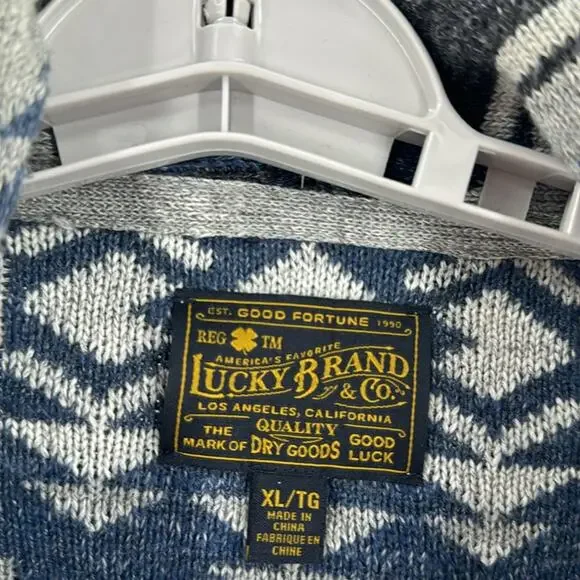 EST. GOOD FORTUNE 1990
REG TM
AMERICA'S FAVORITE
LUCKY BRAND
& CO.
LOS ANGELES, CALIFORNIA
QUALITY
THE MARK OF DRY GOODS GOOD LUCK
XL/TG
MADE IN
CHINA
FABRIQUE EN
CHINE